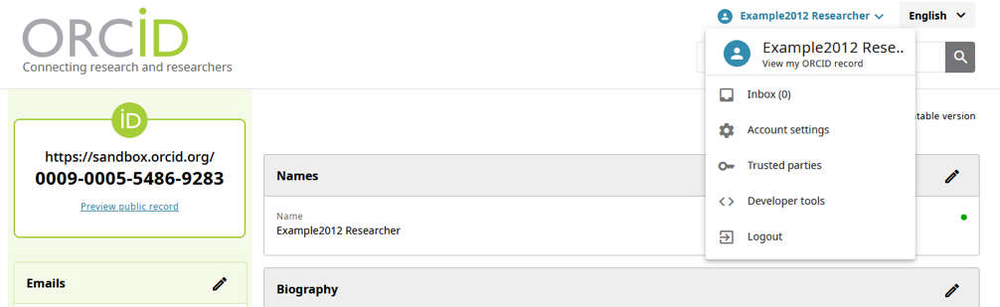 ORCiD
Connecting research and researchers
Example2012 Researcher
English
Example2012 Rese..
View my ORCID record
Inbox (0)
Account settings
Trusted parties
Developer tools
Logout
iD
https://sandbox.orcid.org/
0009-0005-5486-9283
Preview public record
Emails
version
Names
Name
Example2012 Researcher
Biography